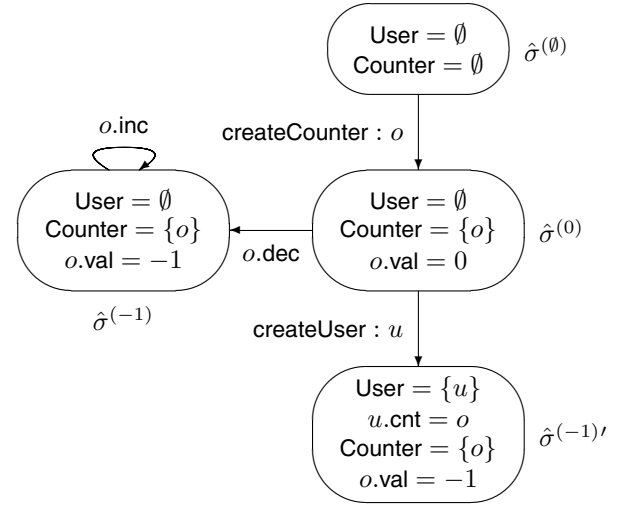 User = ∅
Counter = ∅
σ̂^(∅)
createCounter : o
o.inc
User = ∅
Counter = {o}
o.val = −1
σ̂^(−1)
o.dec
User = ∅
Counter = {o}
o.val = 0
σ̂^(0)
createUser : u
User = {u}
u.cnt = o
Counter = {o}
o.val = −1
σ̂^(−1)′